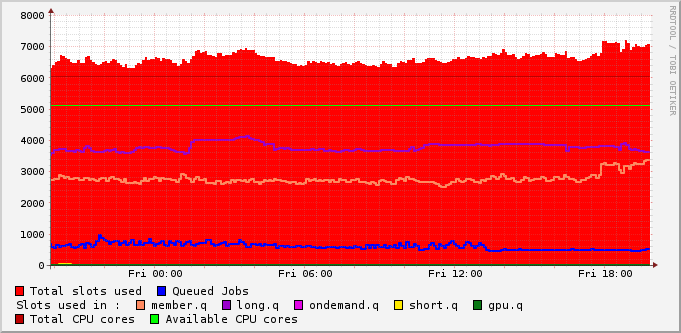 8000
7000
6000
5000
4000
3000
2000
1000
0
Fri 00:00 Fri 06:00 Fri 12:00 Fri 18:00
Total slots used Queued Jobs
Slots used in : member.q long.q ondemand.q short.q gpu.q
Total CPU cores Available CPU cores
RRDTOOL / TOBI OETIKER